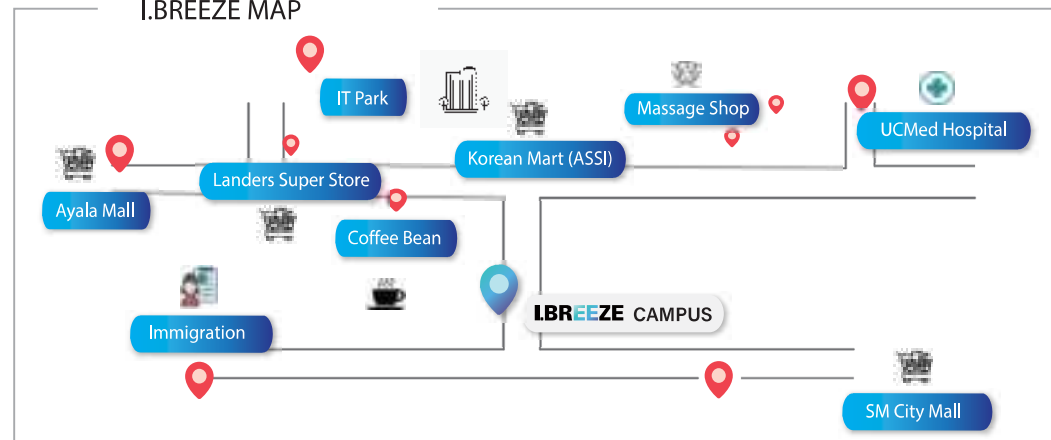 I.BREEZE MAP
IT Park
Massage Shop
UCMed Hospital
Korean Mart (ASSI)
Landers Super Store
Ayala Mall
Coffee Bean
I.BREEZE CAMPUS
Immigration
SM City Mall